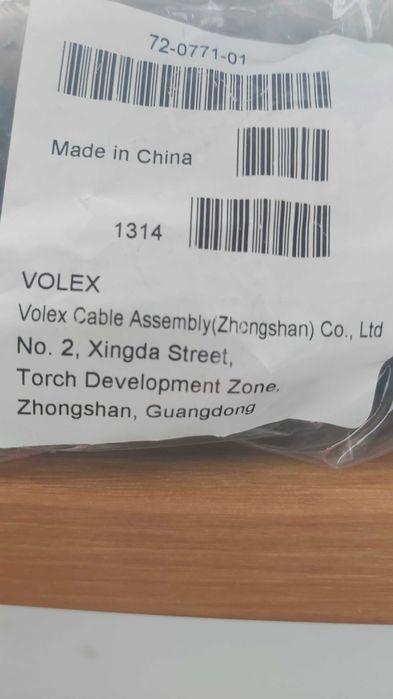 72-0771-01
Made in China
1314
VOLEX
Volex Cable Assembly(Zhongshan) Co., Ltd
No. 2, Xingda Street,
Torch Development Zone.
Zhongshan, Guangdong